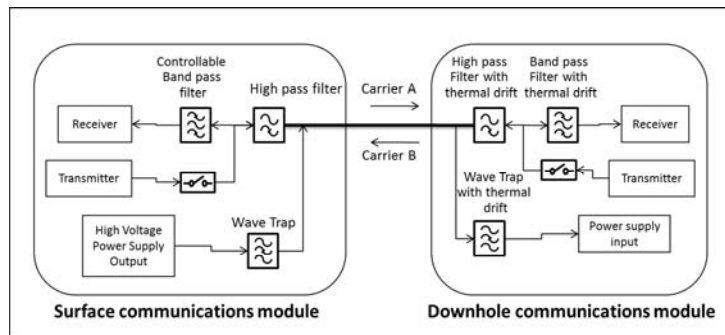 Controllable
Band pass
filter
High pass filter
Receiver
Transmitter
High Voltage
Power Supply
Output
Wave Trap
Surface communications module
Carrier A
Carrier B
High pass
Filter with
thermal drift
Band pass
Filter with
thermal drift
Receiver
Transmitter
Wave Trap
with thermal
drift
Power supply
input
Downhole communications module